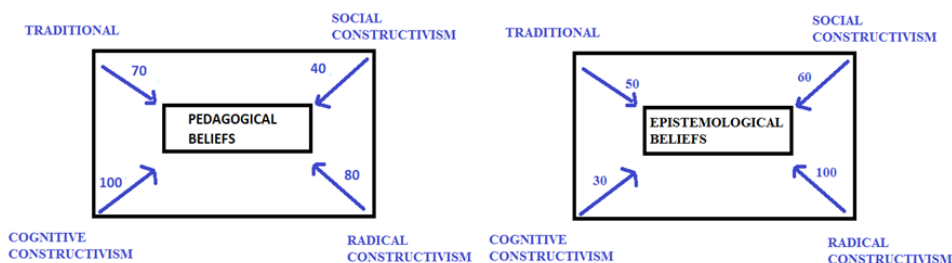 TRADITIONAL
SOCIAL
CONSTRUCTIVISM
70
40
PEDAGOGICAL
BELIEFS
100
80
COGNITIVE
CONSTRUCTIVISM
RADICAL
CONSTRUCTIVISM
TRADITIONAL
SOCIAL
CONSTRUCTIVISM
50
60
EPISTEMOLOGICAL
BELIEFS
30
100
COGNITIVE
CONSTRUCTIVISM
RADICAL
CONSTRUCTIVISM